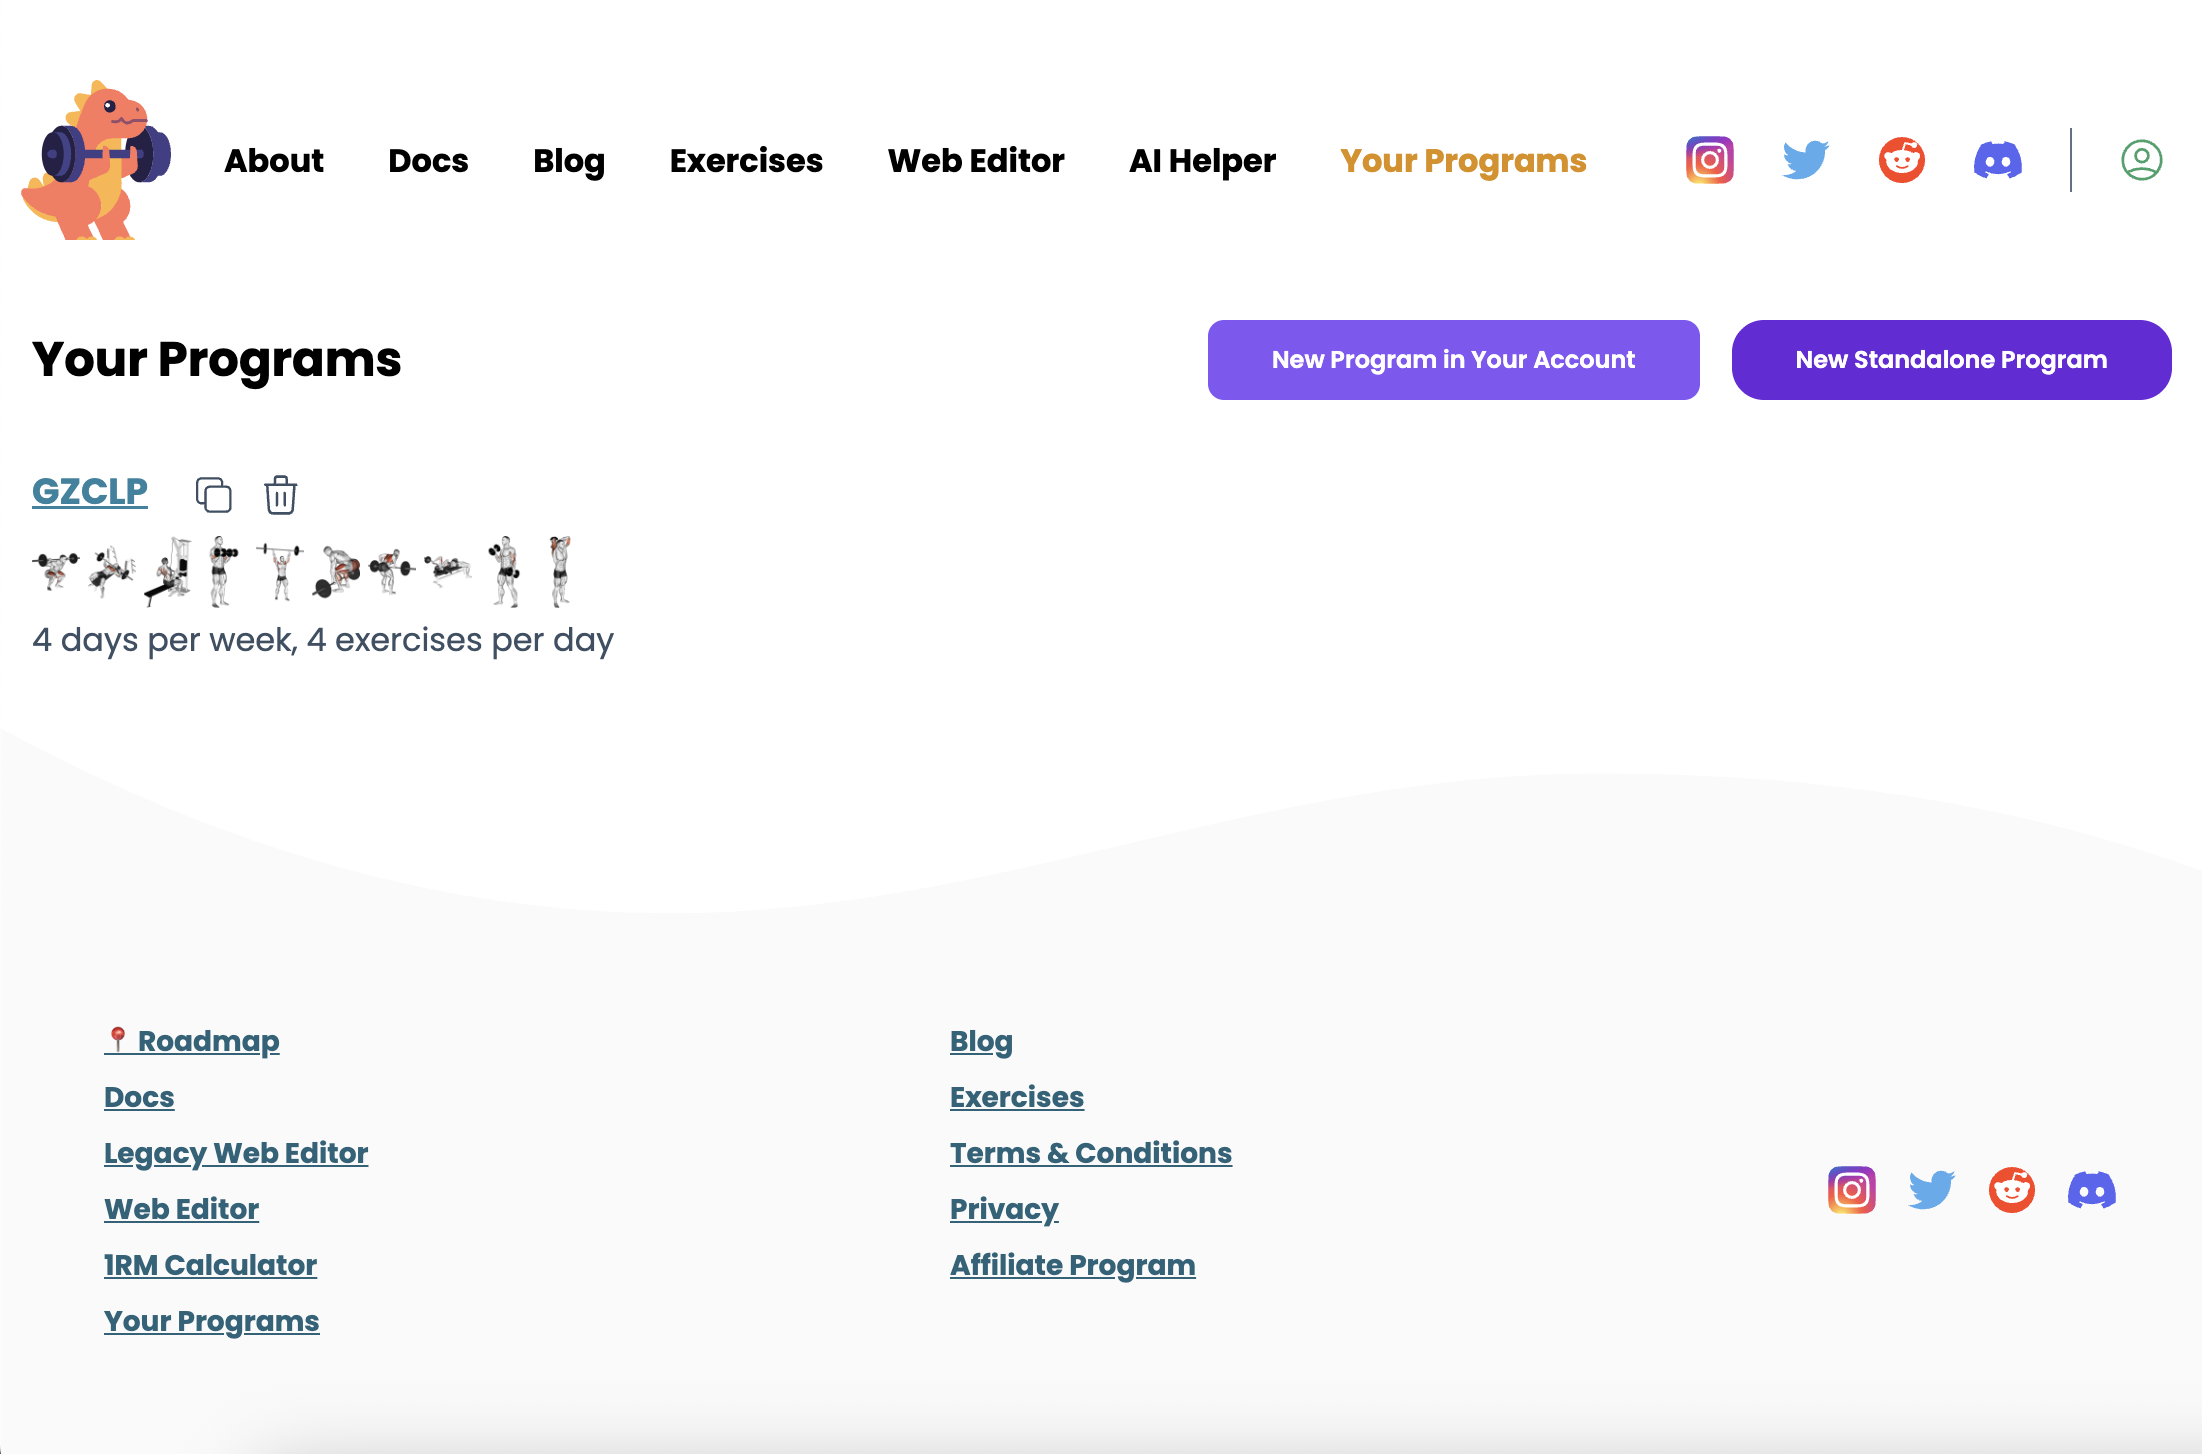 About
Docs
Blog
Exercises
Web Editor
AI Helper
Your Programs
Your Programs
New Program in Your Account
New Standalone Program
GZCLP
4 days per week, 4 exercises per day
Roadmap
Docs
Legacy Web Editor
Web Editor
1RM Calculator
Your Programs
Blog
Exercises
Terms & Conditions
Privacy
Affiliate Program